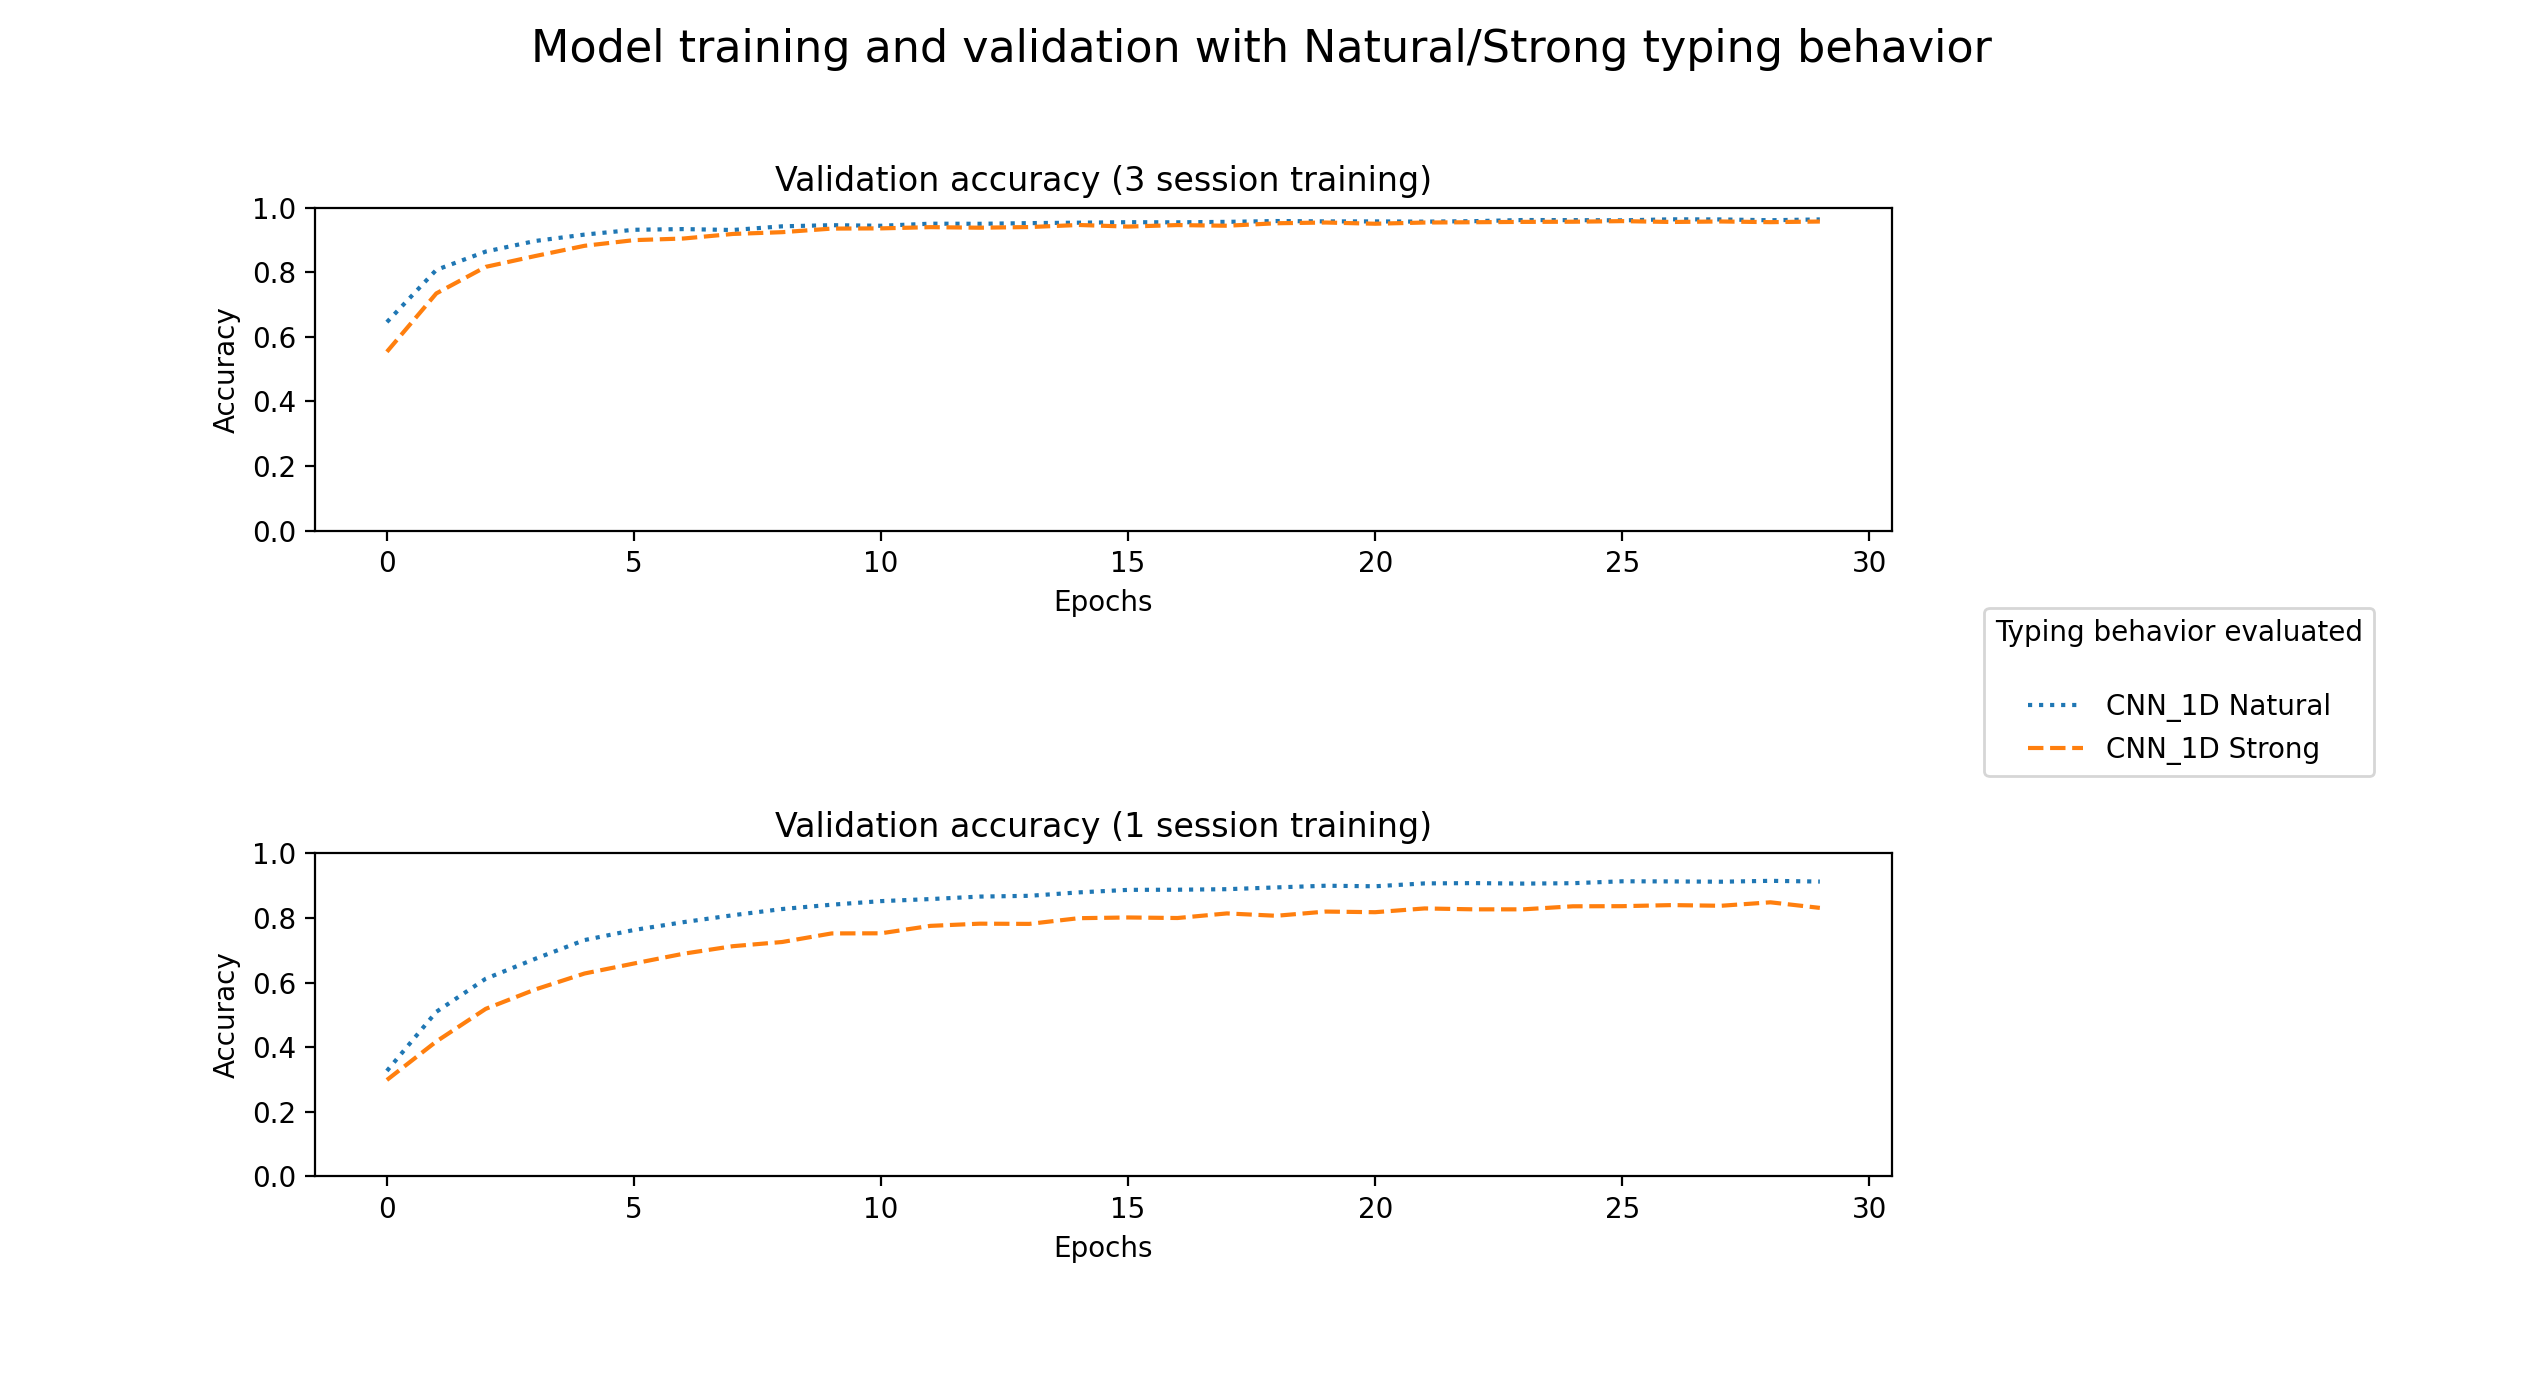 Model training and validation with Natural/Strong typing behavior
Validation accuracy (3 session training)
1.0
0.8
0.6
0.4
0.2
0.0
Accuracy
0 5 10 15 20 25 30
Epochs
Typing behavior evaluated
CNN_1D Natural
CNN_1D Strong
Validation accuracy (1 session training)
1.0
0.8
0.6
0.4
0.2
0.0
Accuracy
0 5 10 15 20 25 30
Epochs